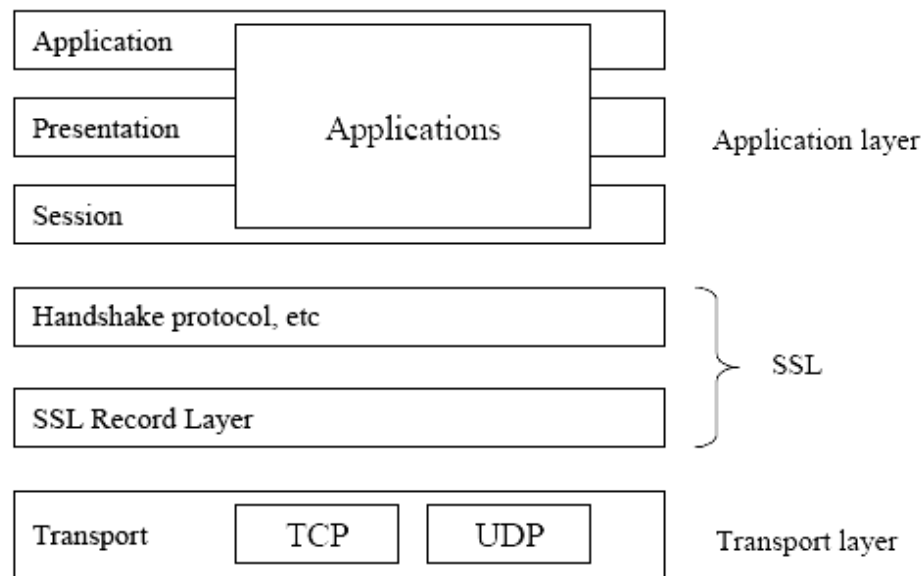 Application
Applications
Presentation
Application layer
Session
Handshake protocol, etc
SSL
SSL Record Layer
Transport
TCP
UDP
Transport layer